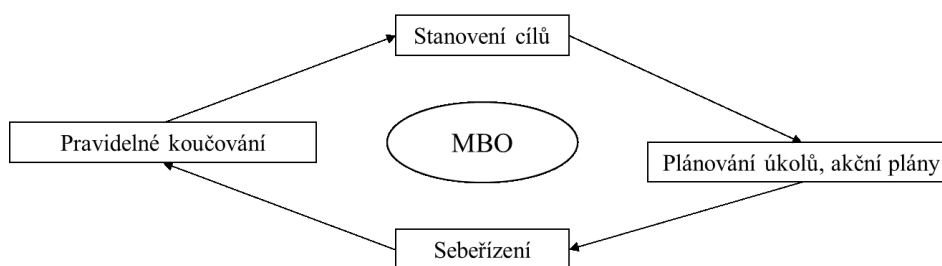 Stanovení cílů
Pravidelné koučování
MBO
Plánování úkolů, akční plány
Sebeřízení